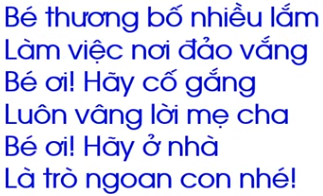 Bé thương bố nhiều lắm
Làm việc nơi đảo vắng
Bé ơi! Hãy cố gắng
Luôn vâng lời mẹ cha
Bé ơi! Hãy ở nhà
Là trò ngoan con nhé!